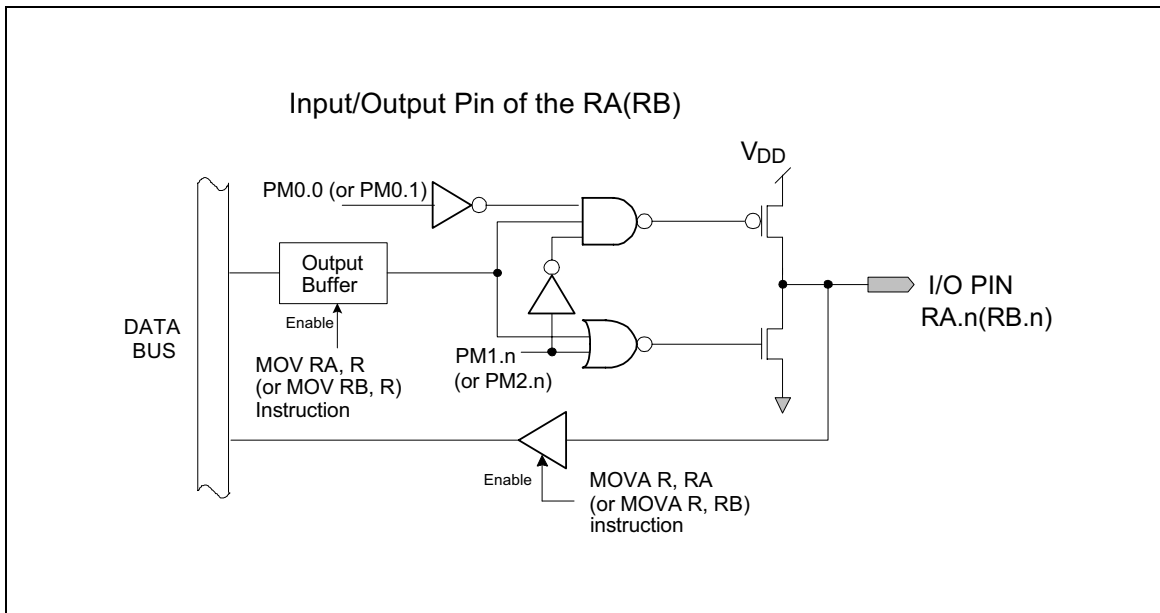 Input/Output Pin of the RA(RB)
VDD
PM0.0 (or PM0.1)
Output
Buffer
I/O PIN
RA.n(RB.n)
Enable
DATA
BUS
MOV RA, R
(or MOV RB, R)
Instruction
PM1.n
(or PM2.n)
Enable
MOVA R, RA
(or MOVA R, RB)
instruction